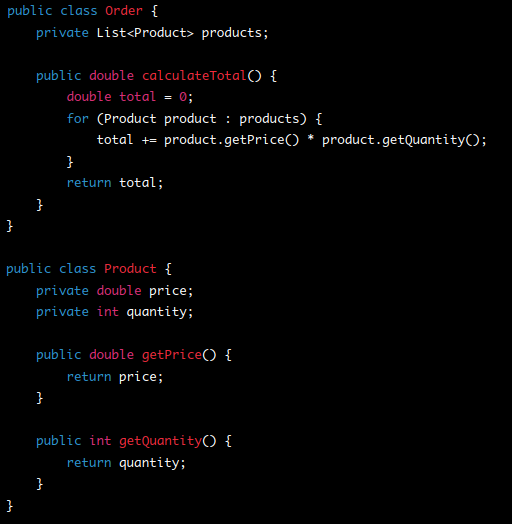 public class Order {
    private List<Product> products;

    public double calculateTotal() {
        double total = 0;
        for (Product product : products) {
            total += product.getPrice() * product.getQuantity();
        }
        return total;
    }
}

public class Product {
    private double price;
    private int quantity;

    public double getPrice() {
        return price;
    }

    public int getQuantity() {
        return quantity;
    }
}